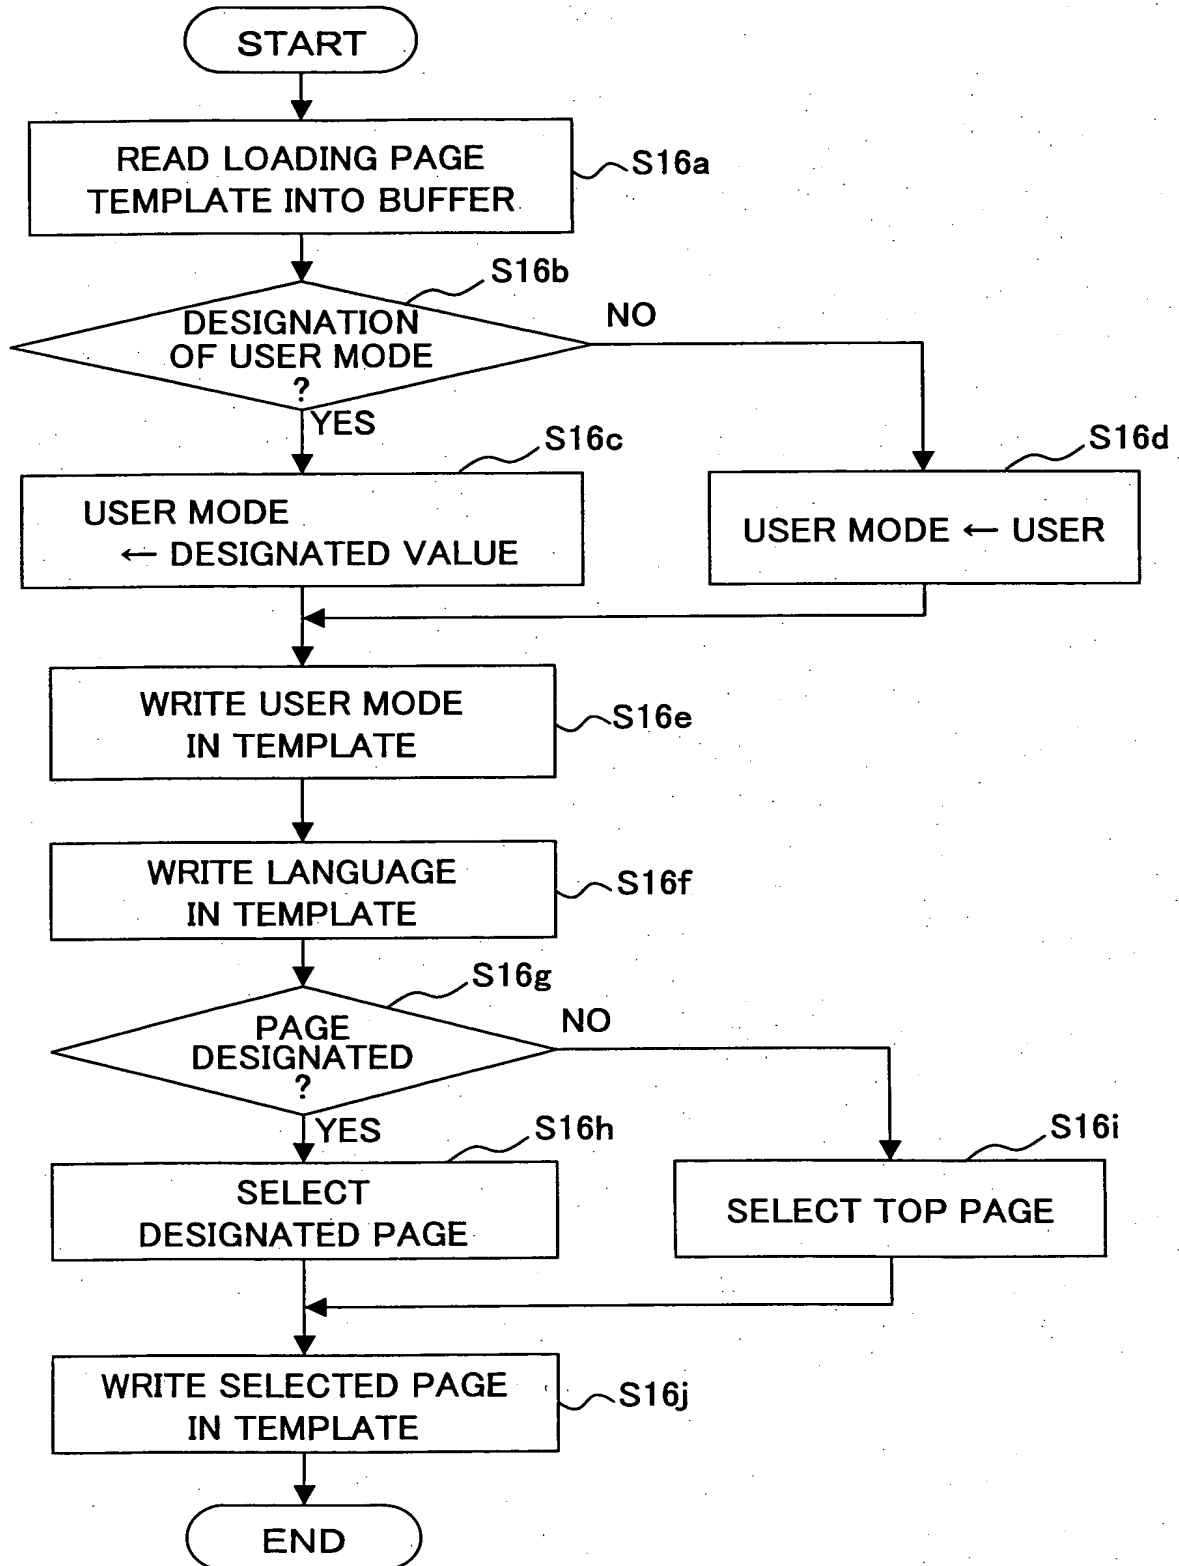 START
READ LOADING PAGE
TEMPLATE INTO BUFFER
S16a
S16b
DESIGNATION
OF USER MODE
?
NO
YES
S16c
USER MODE
← DESIGNATED VALUE
S16d
USER MODE ← USER
WRITE USER MODE
IN TEMPLATE
S16e
WRITE LANGUAGE
IN TEMPLATE
S16f
S16g
PAGE
DESIGNATED
?
NO
YES
S16h
SELECT
DESIGNATED PAGE
S16i
SELECT TOP PAGE
WRITE SELECTED PAGE
IN TEMPLATE
S16j
END